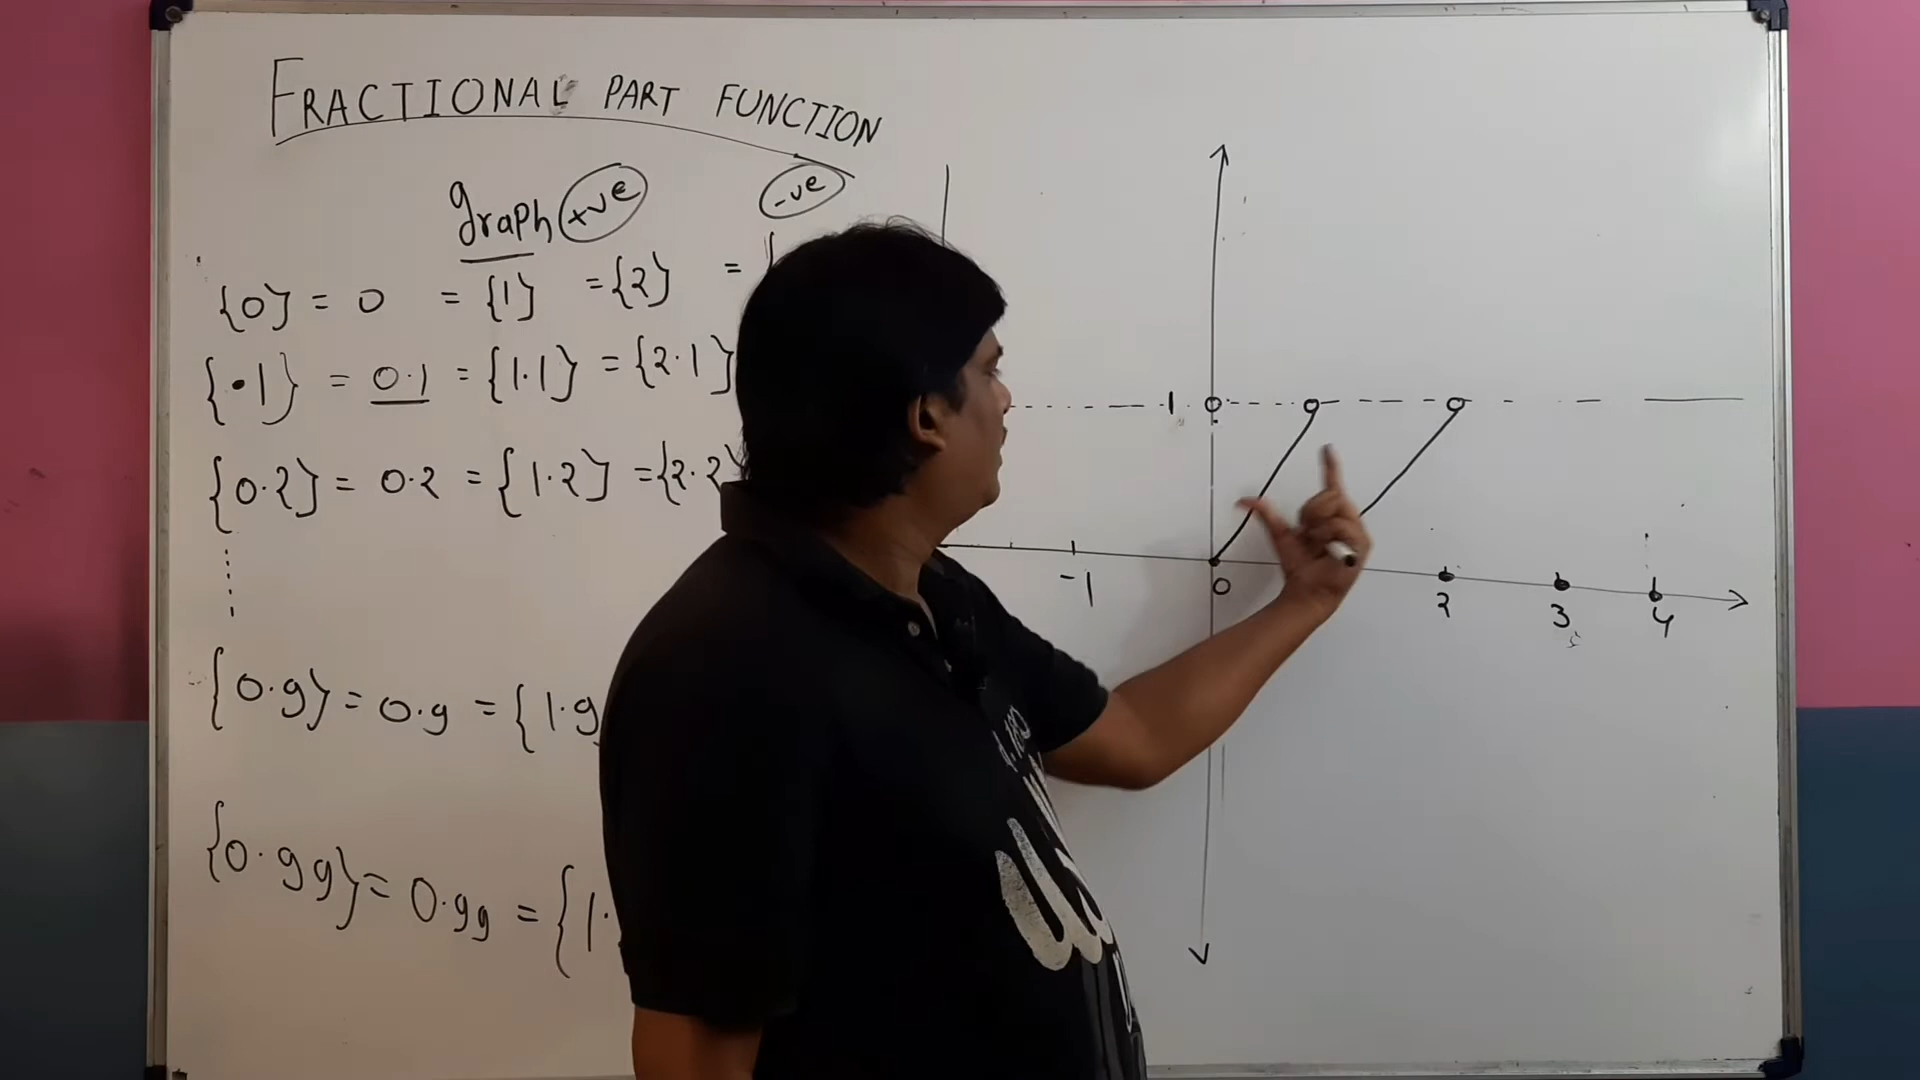 FRACTIONAL PART FUNCTION
graph +ve -ve
{0} = 0 = {1} = {2} =
{.1} = 0.1 = {1.1} = {2.1}
{0.2} = 0.2 = {1.2} = {2.2}
{0.9} = 0.9 = {1.9
{0.99} = 0.99 = {1.
1
-1 0 2 3 4